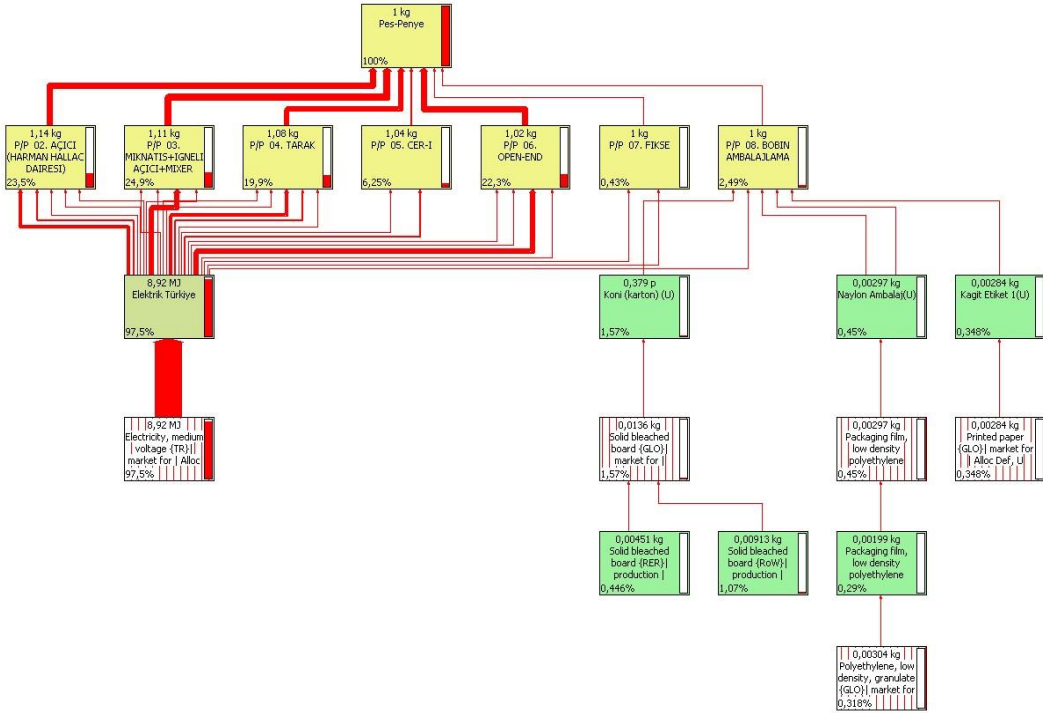 1 kg
Pes-Penye
100%
1,14 kg
P/P 02. AÇICI
(HARMAN HALLAC
DAIRESI)
23,5%
1,11 kg
P/P 03.
MIKNATIS+IGNELI
AÇICI+MIXER
24,9%
1,08 kg
P/P 04. TARAK
19,9%
1,04 kg
P/P 05. CER-I
6,25%
1,02 kg
P/P 06.
OPEN-END
22,3%
1 kg
P/P 07. FIKSE
0,43%
1 kg
P/P 08. BOBIN
AMBALAJLAMA
2,49%
8,92 MJ
Elektrik Türkiye
97,5%
0,379 p
Koni (karton) (U)
1,57%
0,00297 kg
Naylon Ambalaj(U)
0,45%
0,00284 kg
Kagit Etiket 1(U)
0,348%
8,92 MJ
Electricity, medium
voltage {TR}|
market for | Alloc
97,5%
0,0136 kg
Solid bleached
board {GLO}|
market for |
1,57%
0,00297 kg
Packaging film,
low density
polyethylene
0,45%
0,00284 kg
Printed paper
{GLO}| market for
| Alloc Def, U
0,348%
0,00451 kg
Solid bleached
board {RER}|
production |
0,446%
0,00913 kg
Solid bleached
board {RoW}|
production |
1,07%
0,00199 kg
Packaging film,
low density
polyethylene
0,29%
0,00304 kg
Polyethylene, low
density, granulate
{GLO}| market for
0,318%